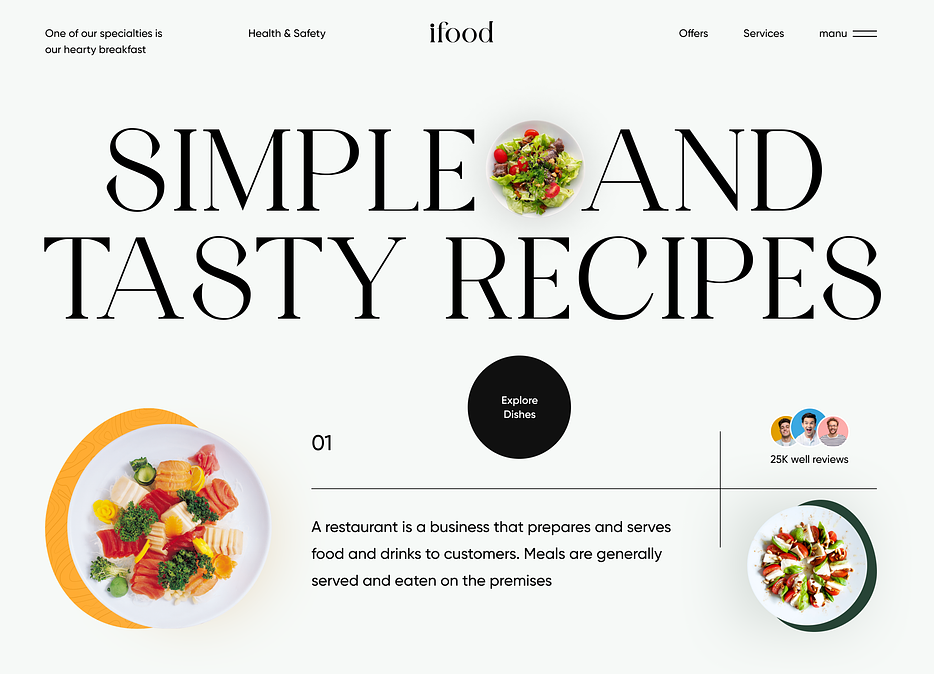 One of our specialties is
our hearty breakfast
Health & Safety
ifood
Offers
Services
manu
SIMPLE AND
TASTY RECIPES
Explore
Dishes
01
25K well reviews
A restaurant is a business that prepares and serves
food and drinks to customers. Meals are generally
served and eaten on the premises